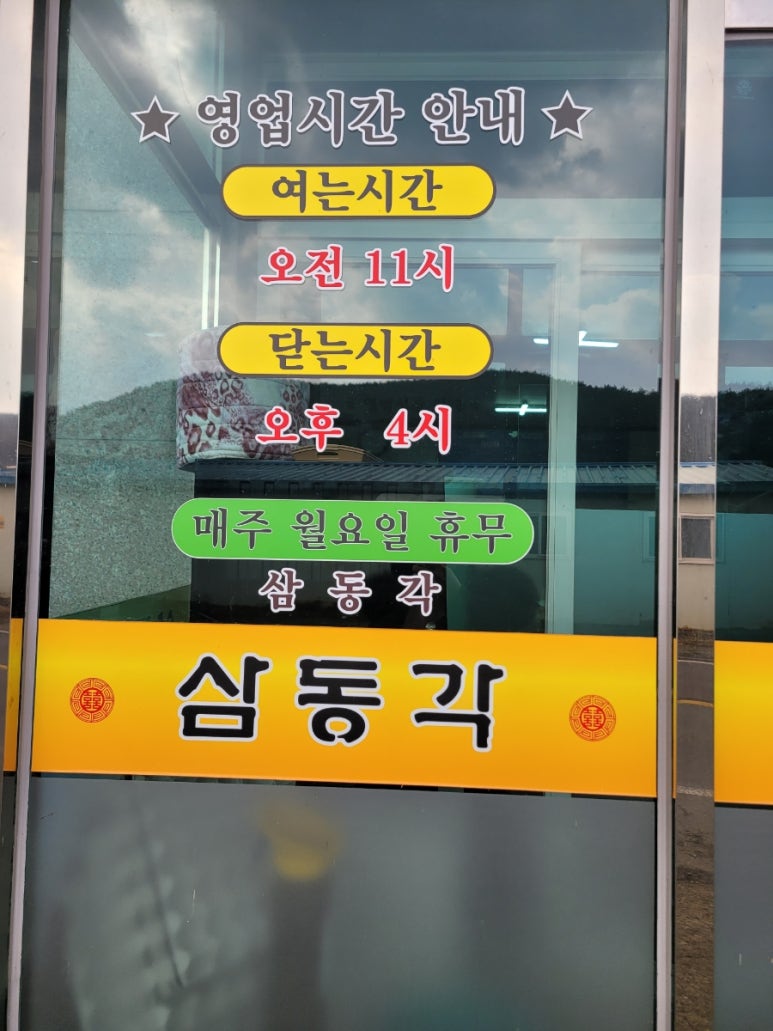 ★ 영업시간 안내 ★
여는시간
오전 11시
닫는시간
오후 4시
매주 월요일 휴무
삼동각
삼동각